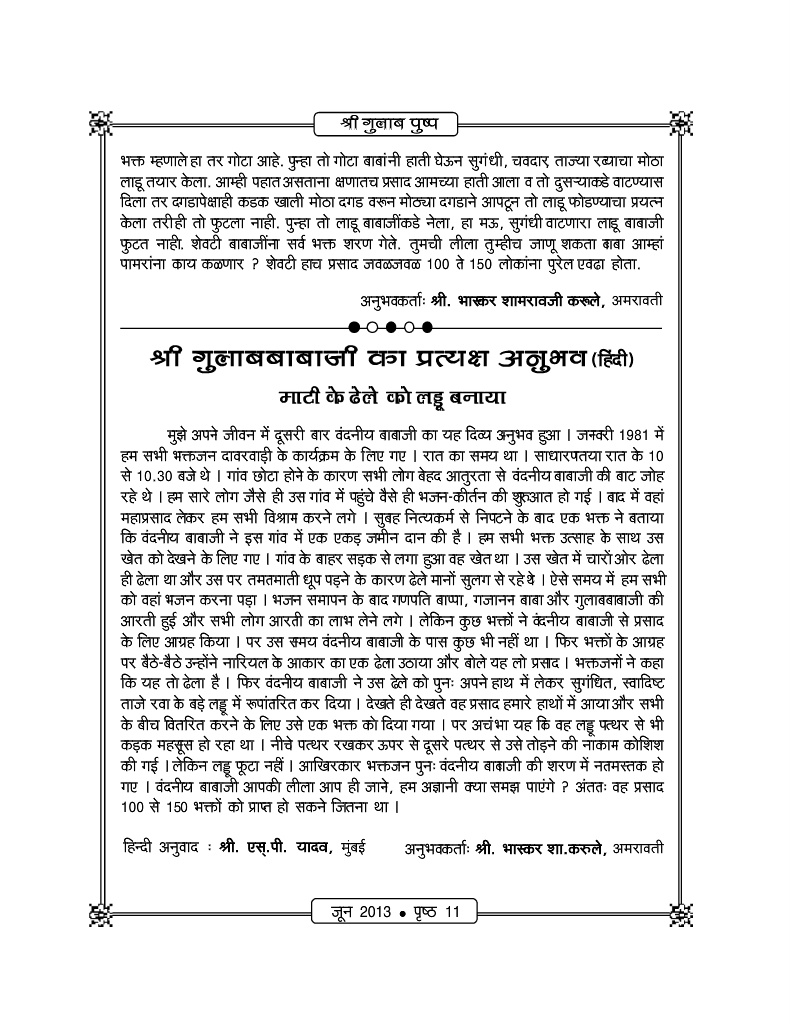 श्री गुलाब पुष्प
भक्त म्हणाले हा तर गोटा आहे. पुन्हा तो गोटा बाबांनी हाती घेऊन सुगंधी, चवदार, ताज्या रव्याचा मोठा
लाडू तयार केला. आम्ही पहात असताना क्षणातच प्रसाद आमच्या हाती आला व तो दुसऱ्याकडे वाटण्यास
दिला तर दगडापेक्षाही कडक खाली मोठा दगड वरून मोठ्या दगडाने आपटून तो लाडू फोडण्याचा प्रयत्न
केला तरीही तो फुटला नाही. पुन्हा तो लाडू बाबाजींकडे नेला, हा मऊ, सुगंधी वाटणारा लाडू बाबाजी
फुटत नाही. शेवटी बाबाजींना सर्व भक्त शरण गेले. तुमची लीला तुम्हीच जाणू शकता बाबा आम्हां
पामरांना काय कळणार ? शेवटी हाच प्रसाद जवळजवळ 100 ते 150 लोकांना पुरेल एवढा होता.
अनुभवकर्ताः श्री. भास्कर शामरावजी करूले, अमरावती
श्री गुलाबबाबाजी का प्रत्यक्ष अनुभव (हिंदी)
माटी के ढेले को लड्डू बनाया
मुझे अपने जीवन में दूसरी बार वंदनीय बाबाजी का यह दिव्य अनुभव हुआ । जनवरी 1981 में
हम सभी भक्तजन दावरवाड़ी के कार्यक्रम के लिए गए । रात का समय था । साधारणतया रात के 10
से 10.30 बजे थे । गांव छोटा होने के कारण सभी लोग बेहद आतुरता से वंदनीय बाबाजी की बाट जोह
रहे थे । हम सारे लोग जैसे ही उस गांव में पहुंचे वैसे ही भजन-कीर्तन की शुरुआत हो गई । बाद में वहां
महाप्रसाद लेकर हम सभी विश्राम करने लगे । सुबह नित्यकर्म से निपटने के बाद एक भक्त ने बताया
कि वंदनीय बाबाजी ने इस गांव में एक एकड़ जमीन दान की है । हम सभी भक्त उत्साह के साथ उस
खेत को देखने के लिए गए । गांव के बाहर सड़क से लगा हुआ वह खेत था । उस खेत में चारों ओर ढेला
ही ढेला था और उस पर तमतमाती धूप पड़ने के कारण ढेले मानों सुलग से रहे थे । ऐसे समय में हम सभी
को वहां भजन करना पड़ा । भजन समापन के बाद गणपति बाप्पा, गजानन बाबा और गुलाबबाबाजी की
आरती हुई और सभी लोग आरती का लाभ लेने लगे । लेकिन कुछ भक्तों ने वंदनीय बाबाजी से प्रसाद
के लिए आग्रह किया । पर उस समय वंदनीय बाबाजी के पास कुछ भी नहीं था । फिर भक्तों के आग्रह
पर बैठे-बैठे उन्होंने नारियल के आकार का एक ढेला उठाया और बोले यह लो प्रसाद । भक्तजनों ने कहा
कि यह तो ढेला है । फिर वंदनीय बाबाजी ने उस ढेले को पुनः अपने हाथ में लेकर सुगंधित, स्वादिष्ट
ताजे रवा के बड़े लड्डू में रूपांतरित कर दिया । देखते ही देखते वह प्रसाद हमारे हाथों में आया और सभी
के बीच वितरित करने के लिए उसे एक भक्त को दिया गया । पर अचंभा यह कि वह लड्डू पत्थर से भी
कड़क महसूस हो रहा था । नीचे पत्थर रखकर ऊपर से दूसरे पत्थर से उसे तोड़ने की नाकाम कोशिश
की गई । लेकिन लड्डू फूटा नहीं । आखिरकार भक्तजन पुनः वंदनीय बाबाजी की शरण में नतमस्तक हो
गए । वंदनीय बाबाजी आपकी लीला आप ही जाने, हम अज्ञानी क्या समझ पाएंगे ? अंततः वह प्रसाद
100 से 150 भक्तों को प्राप्त हो सकने जितना था ।
हिन्दी अनुवाद : श्री. एस्.पी. यादव, मुंबई अनुभवकर्ताः श्री. भास्कर शा.करुले, अमरावती
जून 2013 ● पृष्ठ 11